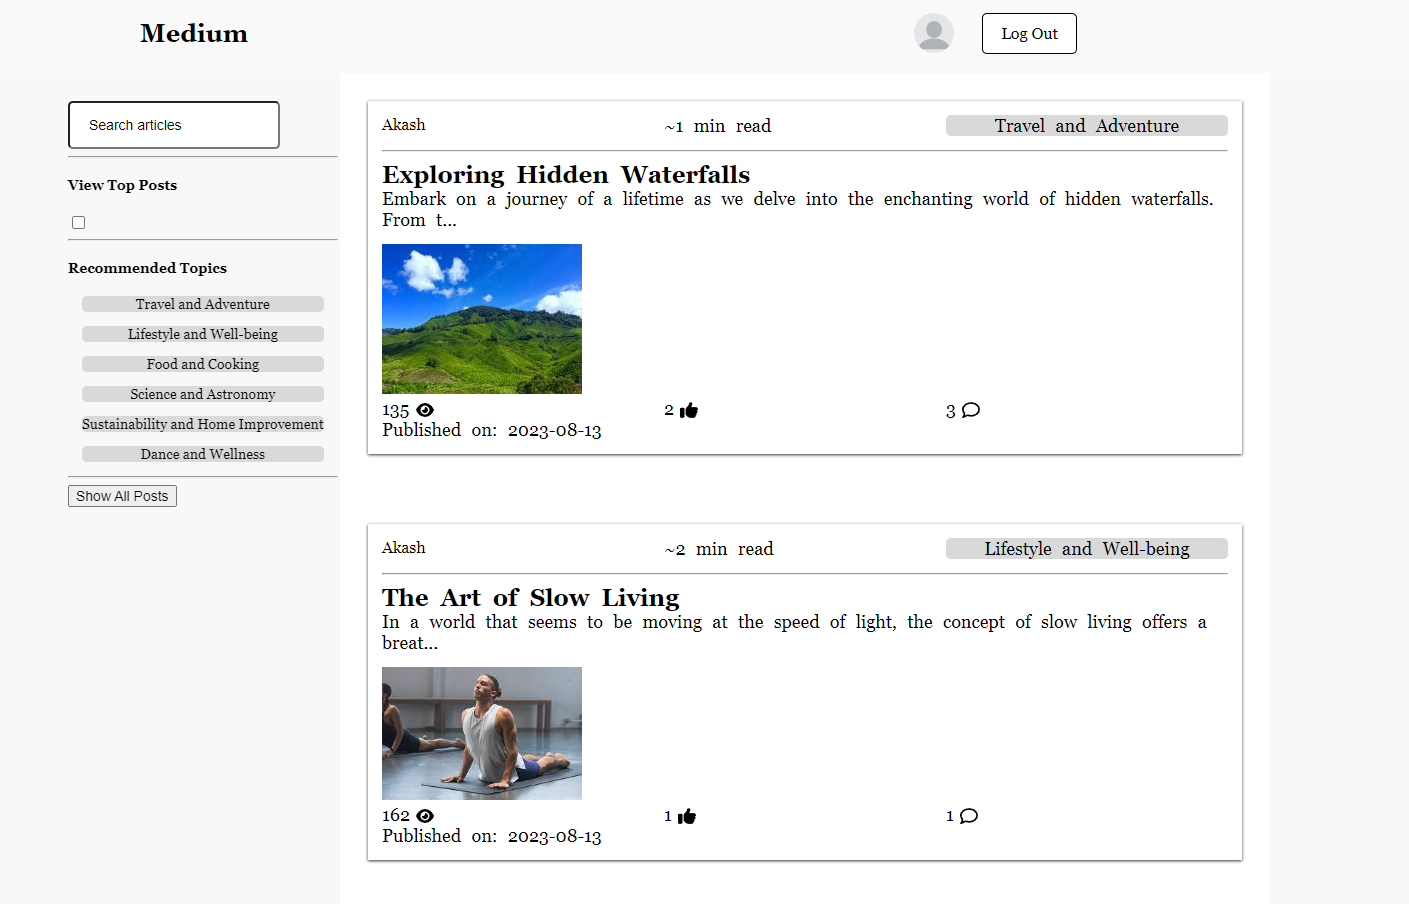 Medium
Log Out
Search articles
View Top Posts
Recommended Topics
Travel and Adventure
Lifestyle and Well-being
Food and Cooking
Science and Astronomy
Sustainability and Home Improvement
Dance and Wellness
Show All Posts
Akash
~1 min read
Travel and Adventure
Exploring Hidden Waterfalls
Embark on a journey of a lifetime as we delve into the enchanting world of hidden waterfalls.
From t...
135
2
3
Published on: 2023-08-13
Akash
~2 min read
Lifestyle and Well-being
The Art of Slow Living
In a world that seems to be moving at the speed of light, the concept of slow living offers a
breat...
162
1
1
Published on: 2023-08-13